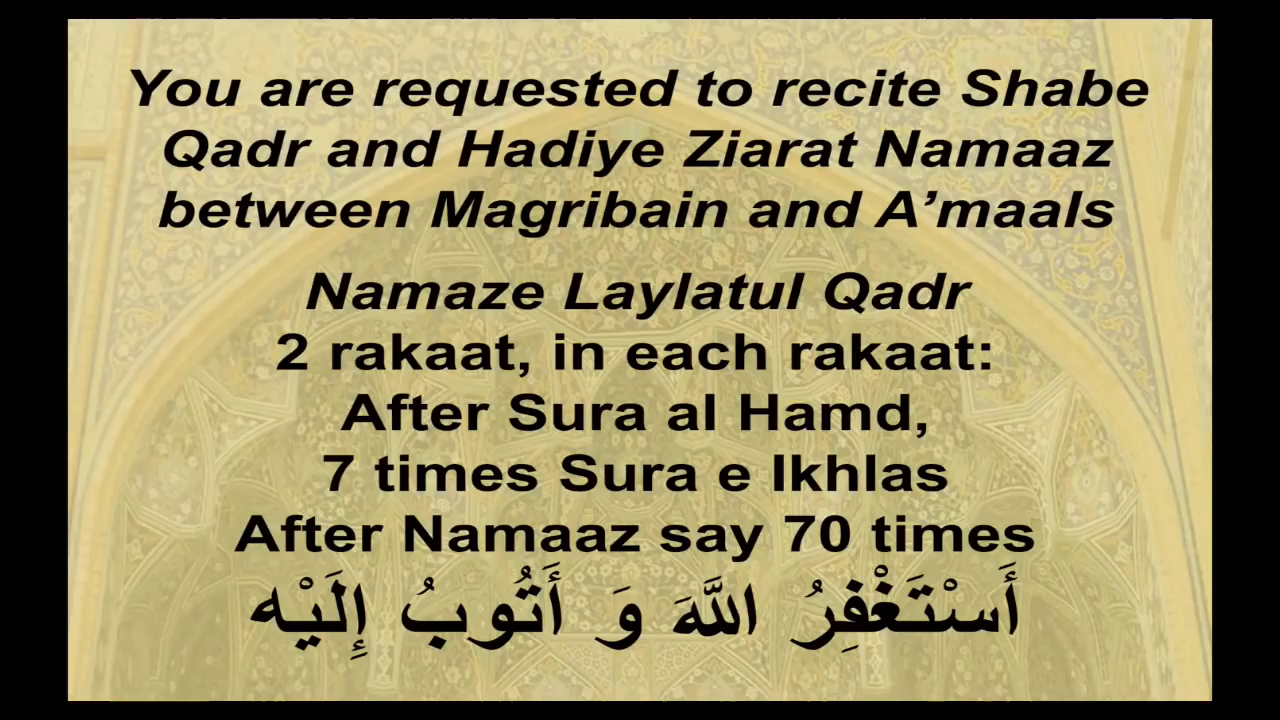 You are requested to recite Shabe
Qadr and Hadiye Ziarat Namaaz
between Magribain and A’maals
Namaze Laylatul Qadr
2 rakaat, in each rakaat:
After Sura al Hamd,
7 times Sura e Ikhlas
After Namaaz say 70 times
أَسْتَغْفِرُ اللَّهَ وَ أَتُوبُ إِلَيْه